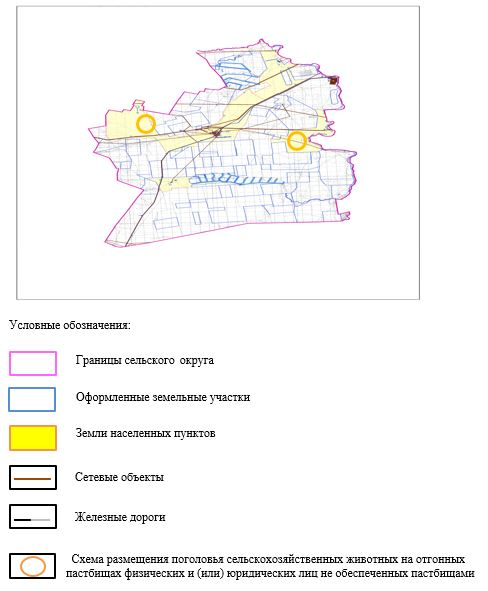 Условные обозначения:
Границы сельского округа
Оформленные земельные участки
Земли населенных пунктов
Сетевые объекты
Железные дороги
Схема размещения поголовья сельскохозяйственных животных на отгонных
пастбищах физических и (или) юридических лиц не обеспеченных пастбищами